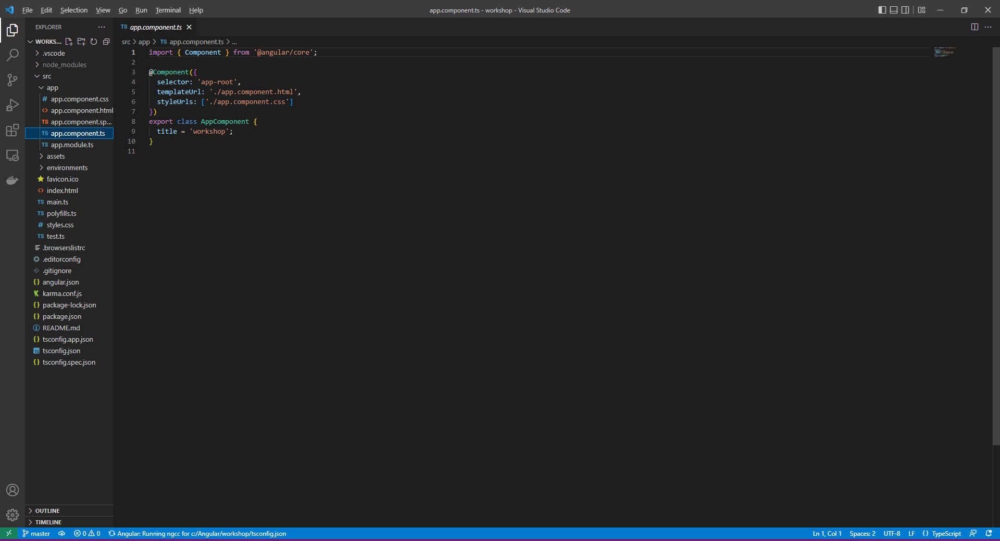 File Edit Selection View Go Run Terminal Help
app.component.ts - workshop - Visual Studio Code
EXPLORER
WORKS...
.vscode
node_modules
src
app
# app.component.css
<> app.component.html
TS app.component.sp...
TS app.component.ts
TS app.module.ts
assets
environments
favicon.ico
<> index.html
TS main.ts
TS polyfills.ts
# styles.css
TS test.ts
.browserslistrc
.editorconfig
.gitignore
{} angular.json
karma.conf.js
{} package-lock.json
{} package.json
README.md
{} tsconfig.app.json
TS tsconfig.json
{} tsconfig.spec.json
OUTLINE
TIMELINE
TS app.component.ts
src > app > TS app.component.ts > ...
1 import { Component } from '@angular/core';
2
3 @Component({
4   selector: 'app-root',
5   templateUrl: './app.component.html',
6   styleUrls: ['./app.component.css']
7 })
8 export class AppComponent {
9   title = 'workshop';
10 }
11
master 0 0 Angular: Running ngcc for c:/Angular/workshop/tsconfig.json
Ln 1, Col 1 Spaces: 2 UTF-8 LF {} TypeScript